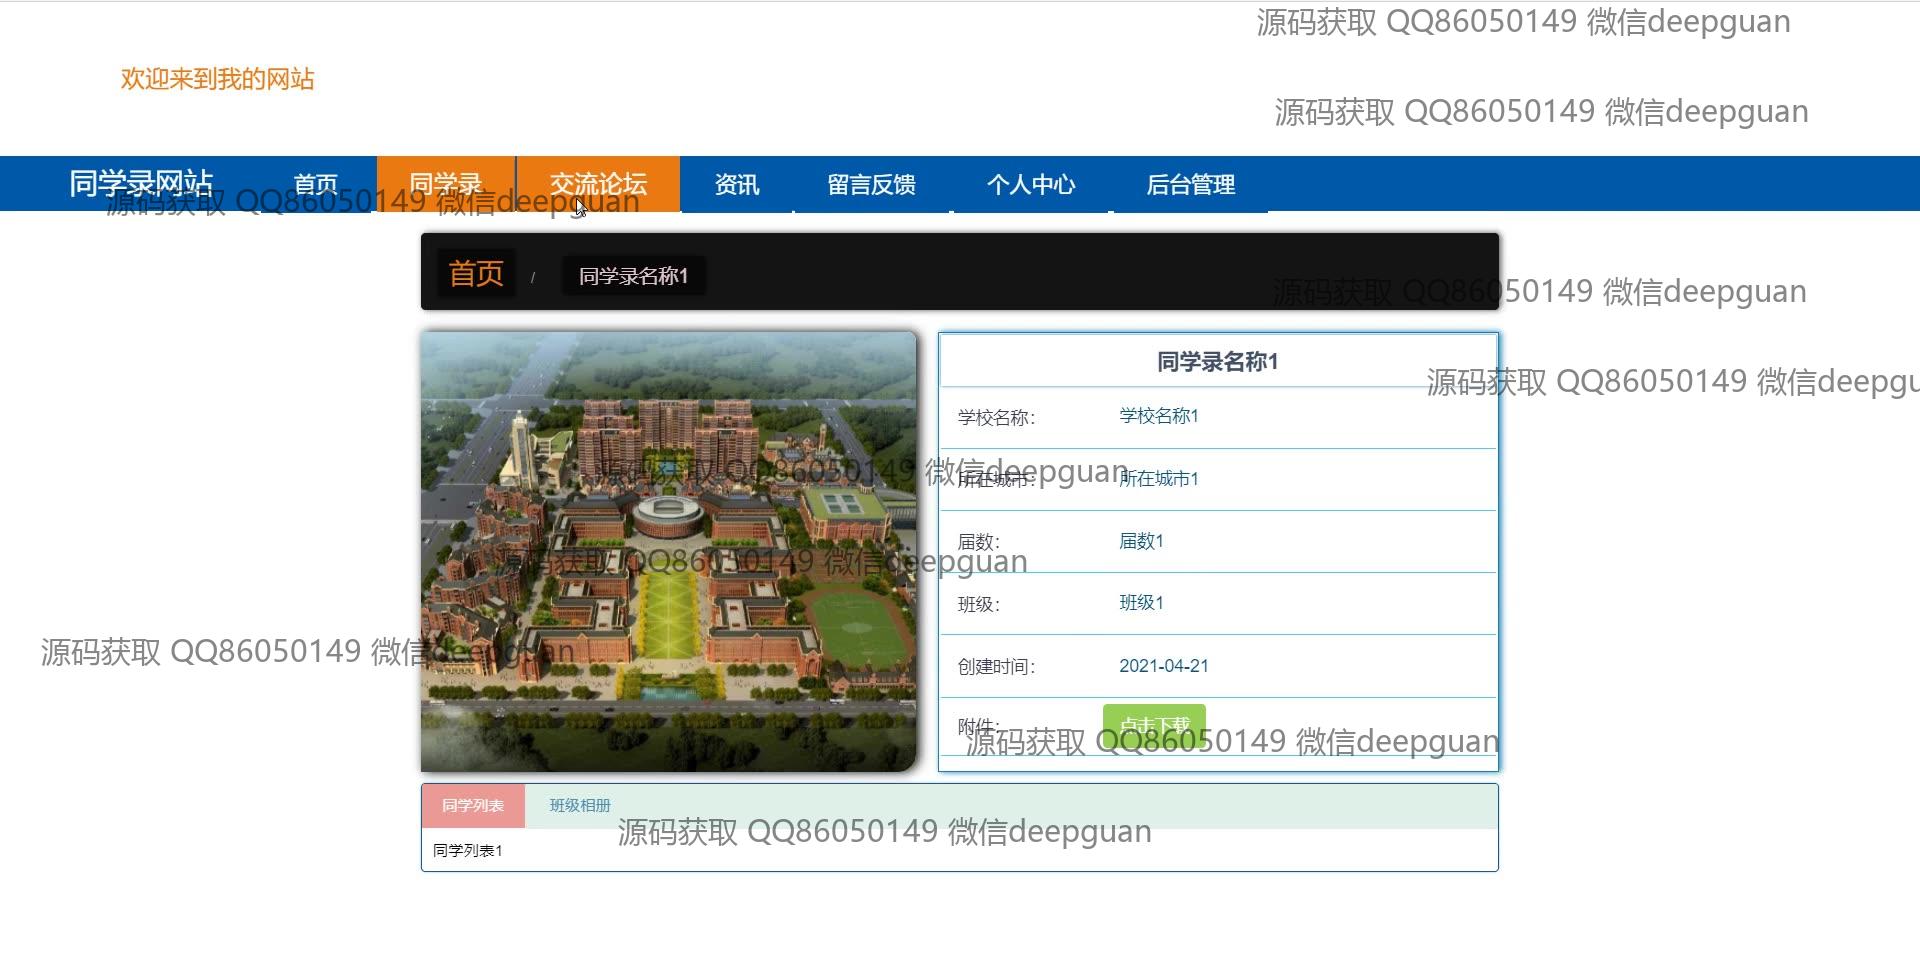 源码获取 QQ86050149 微信deepguan
欢迎来到我的网站
源码获取 QQ86050149 微信deepguan
同学录网站 首页 同学录 交流论坛 资讯 留言反馈 个人中心 后台管理
源码获取 QQ86050149 微信deepguan
首页 / 同学录名称1
源码获取 QQ86050149 微信deepguan
同学录名称1
源码获取 QQ86050149 微信deepgu
学校名称： 学校名称1
源码获取 QQ86050149 微信deepguan
所在城市： 所在城市1
届数： 届数1
源码获取 QQ86050149 微信deepguan
班级： 班级1
源码获取 QQ86050149 微信deepguan
创建时间： 2021-04-21
附件： 点击下载
源码获取 QQ86050149 微信deepguan
同学列表 班级相册
源码获取 QQ86050149 微信deepguan
同学列表1